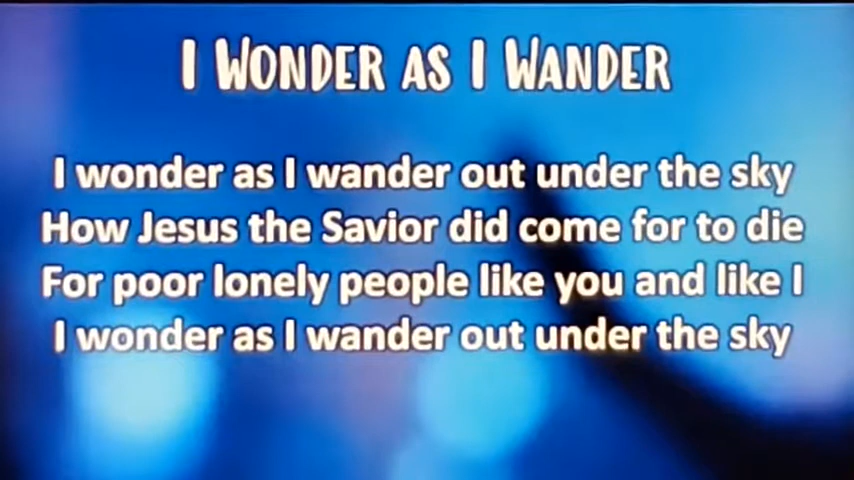 I WONDER AS I WANDER
I wonder as I wander out under the sky
How Jesus the Savior did come for to die
For poor lonely people like you and like I
I wonder as I wander out under the sky